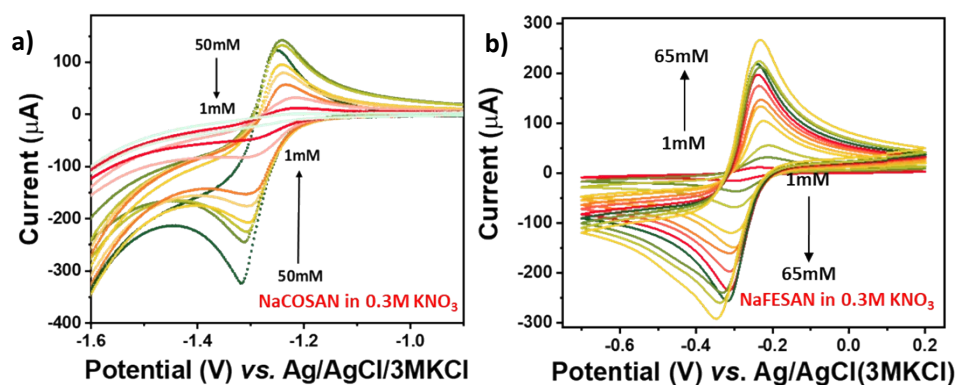 a)
50mM
1mM
1mM
50mM
NaCOSAN in 0.3M KNO₃
Current (µA)
100
0
-100
-200
-300
-400
-1.6
-1.4
-1.2
-1.0
Potential (V) vs. Ag/AgCl/3MKCl
b)
65mM
1mM
1mM
65mM
NaFESAN in 0.3M KNO₃
Current (µA)
300
200
100
0
-100
-200
-300
-0.6
-0.4
-0.2
0.0
0.2
Potential (V) vs. Ag/AgCl(3MKCl)